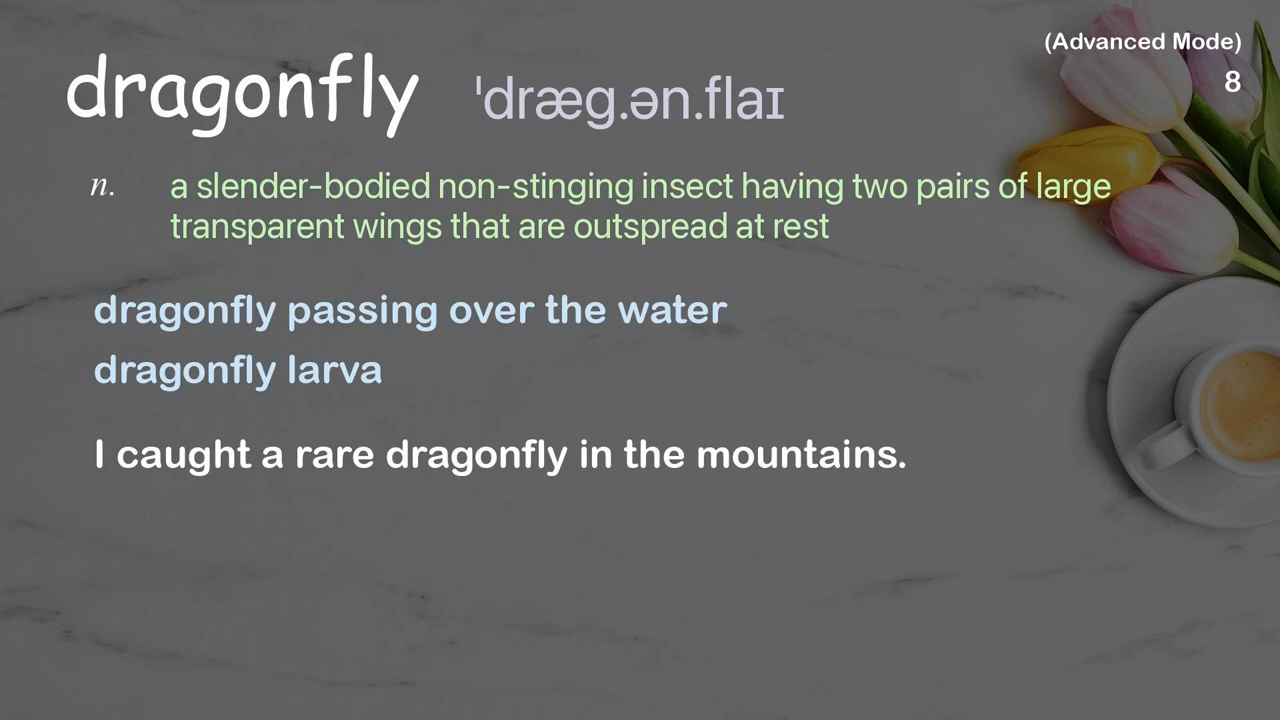 (Advanced Mode)
8
dragonfly ˈdræg.ən.flaɪ
n. a slender-bodied non-stinging insect having two pairs of large
transparent wings that are outspread at rest
dragonfly passing over the water
dragonfly larva
I caught a rare dragonfly in the mountains.